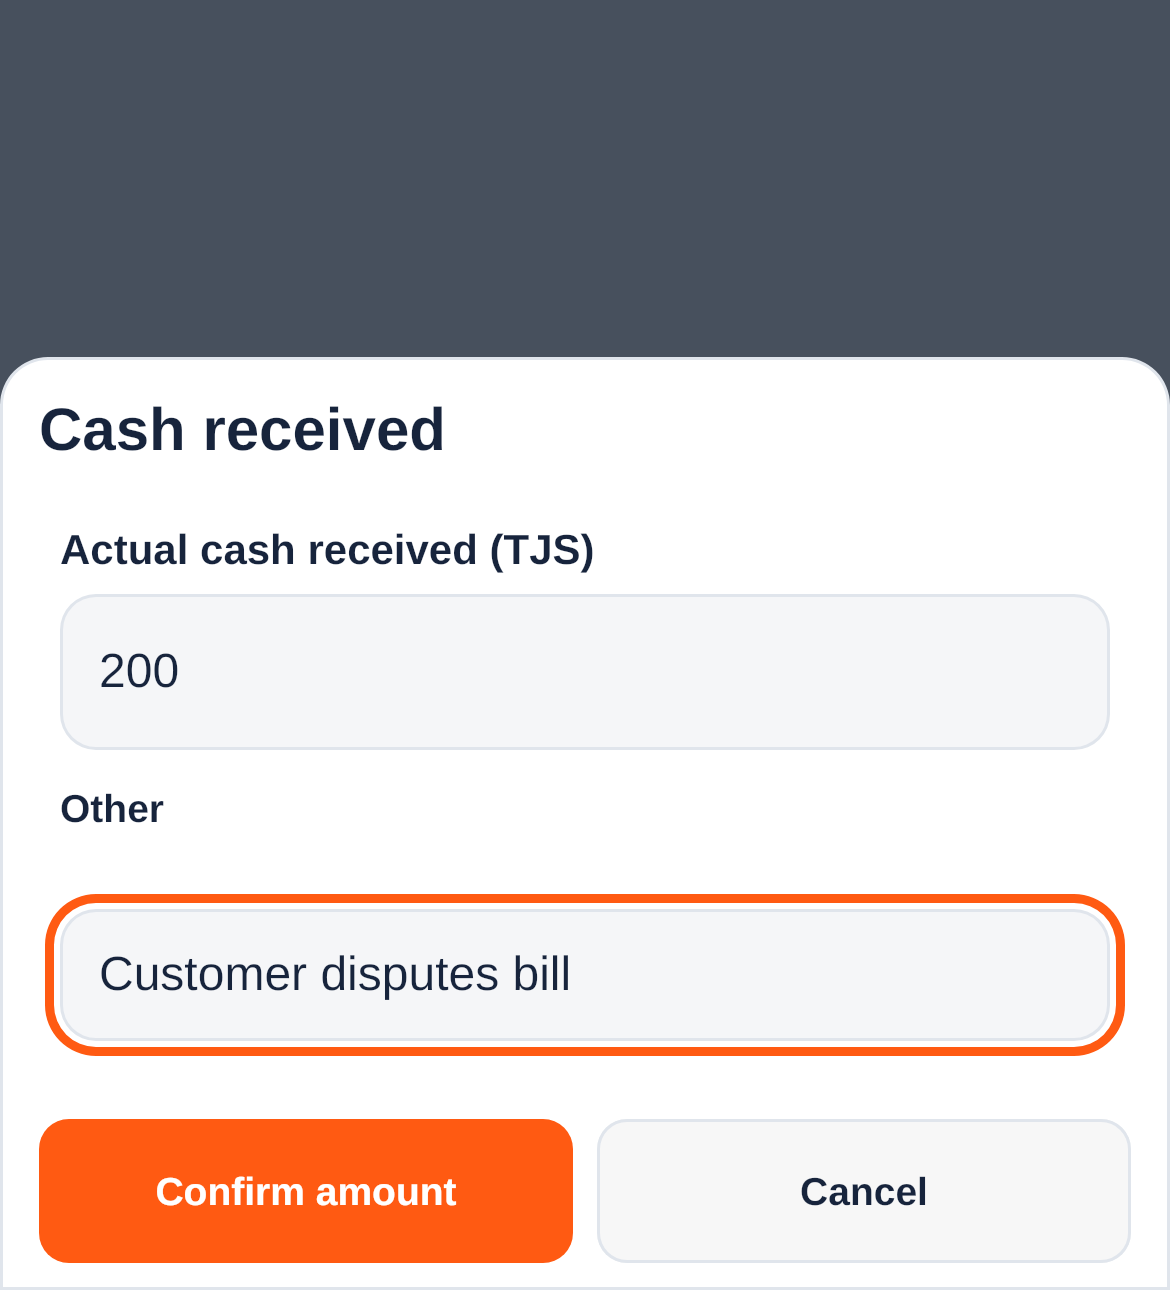 Cash received
Actual cash received (TJS)
200
Other
Customer disputes bill
Confirm amount
Cancel